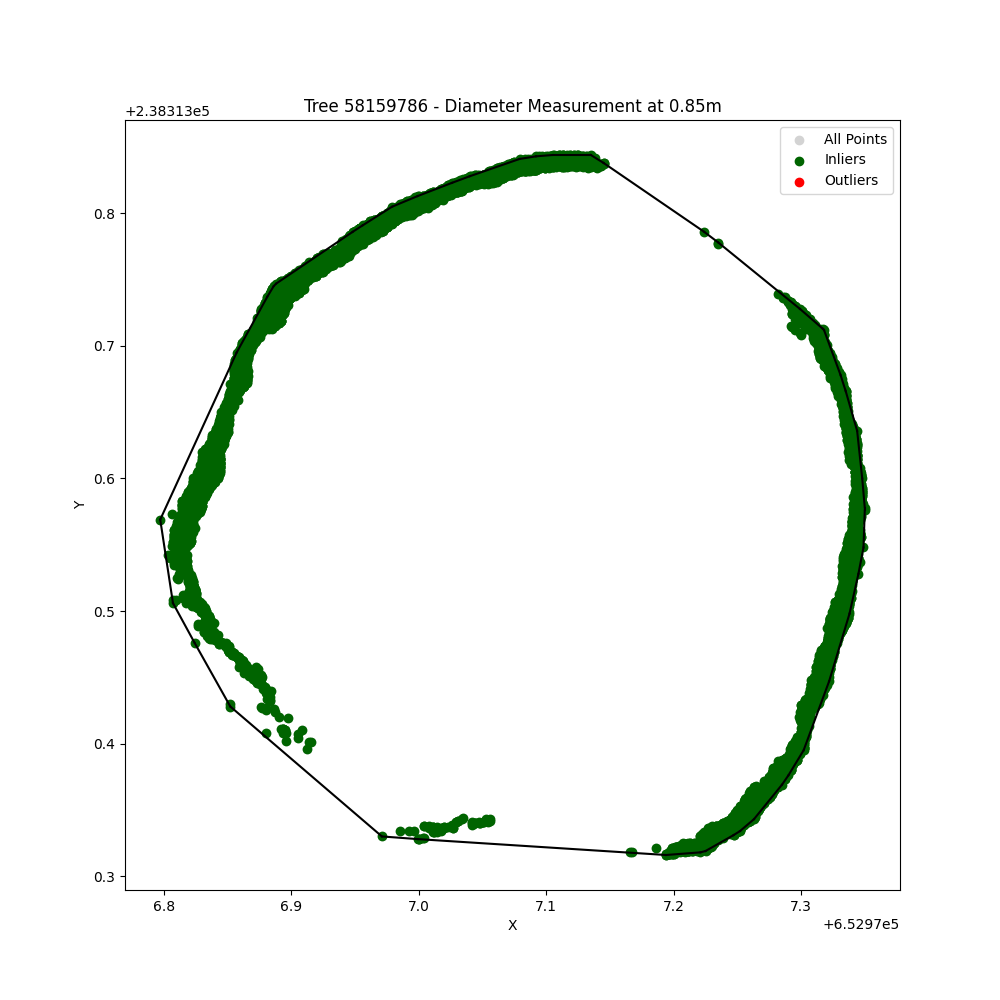 Tree 58159786 - Diameter Measurement at 0.85m
+2.38313e5
All Points
Inliers
Outliers
0.8
0.7
0.6
0.5
0.4
0.3
Y
6.8
6.9
7.0
7.1
7.2
7.3
X
+6.5297e5